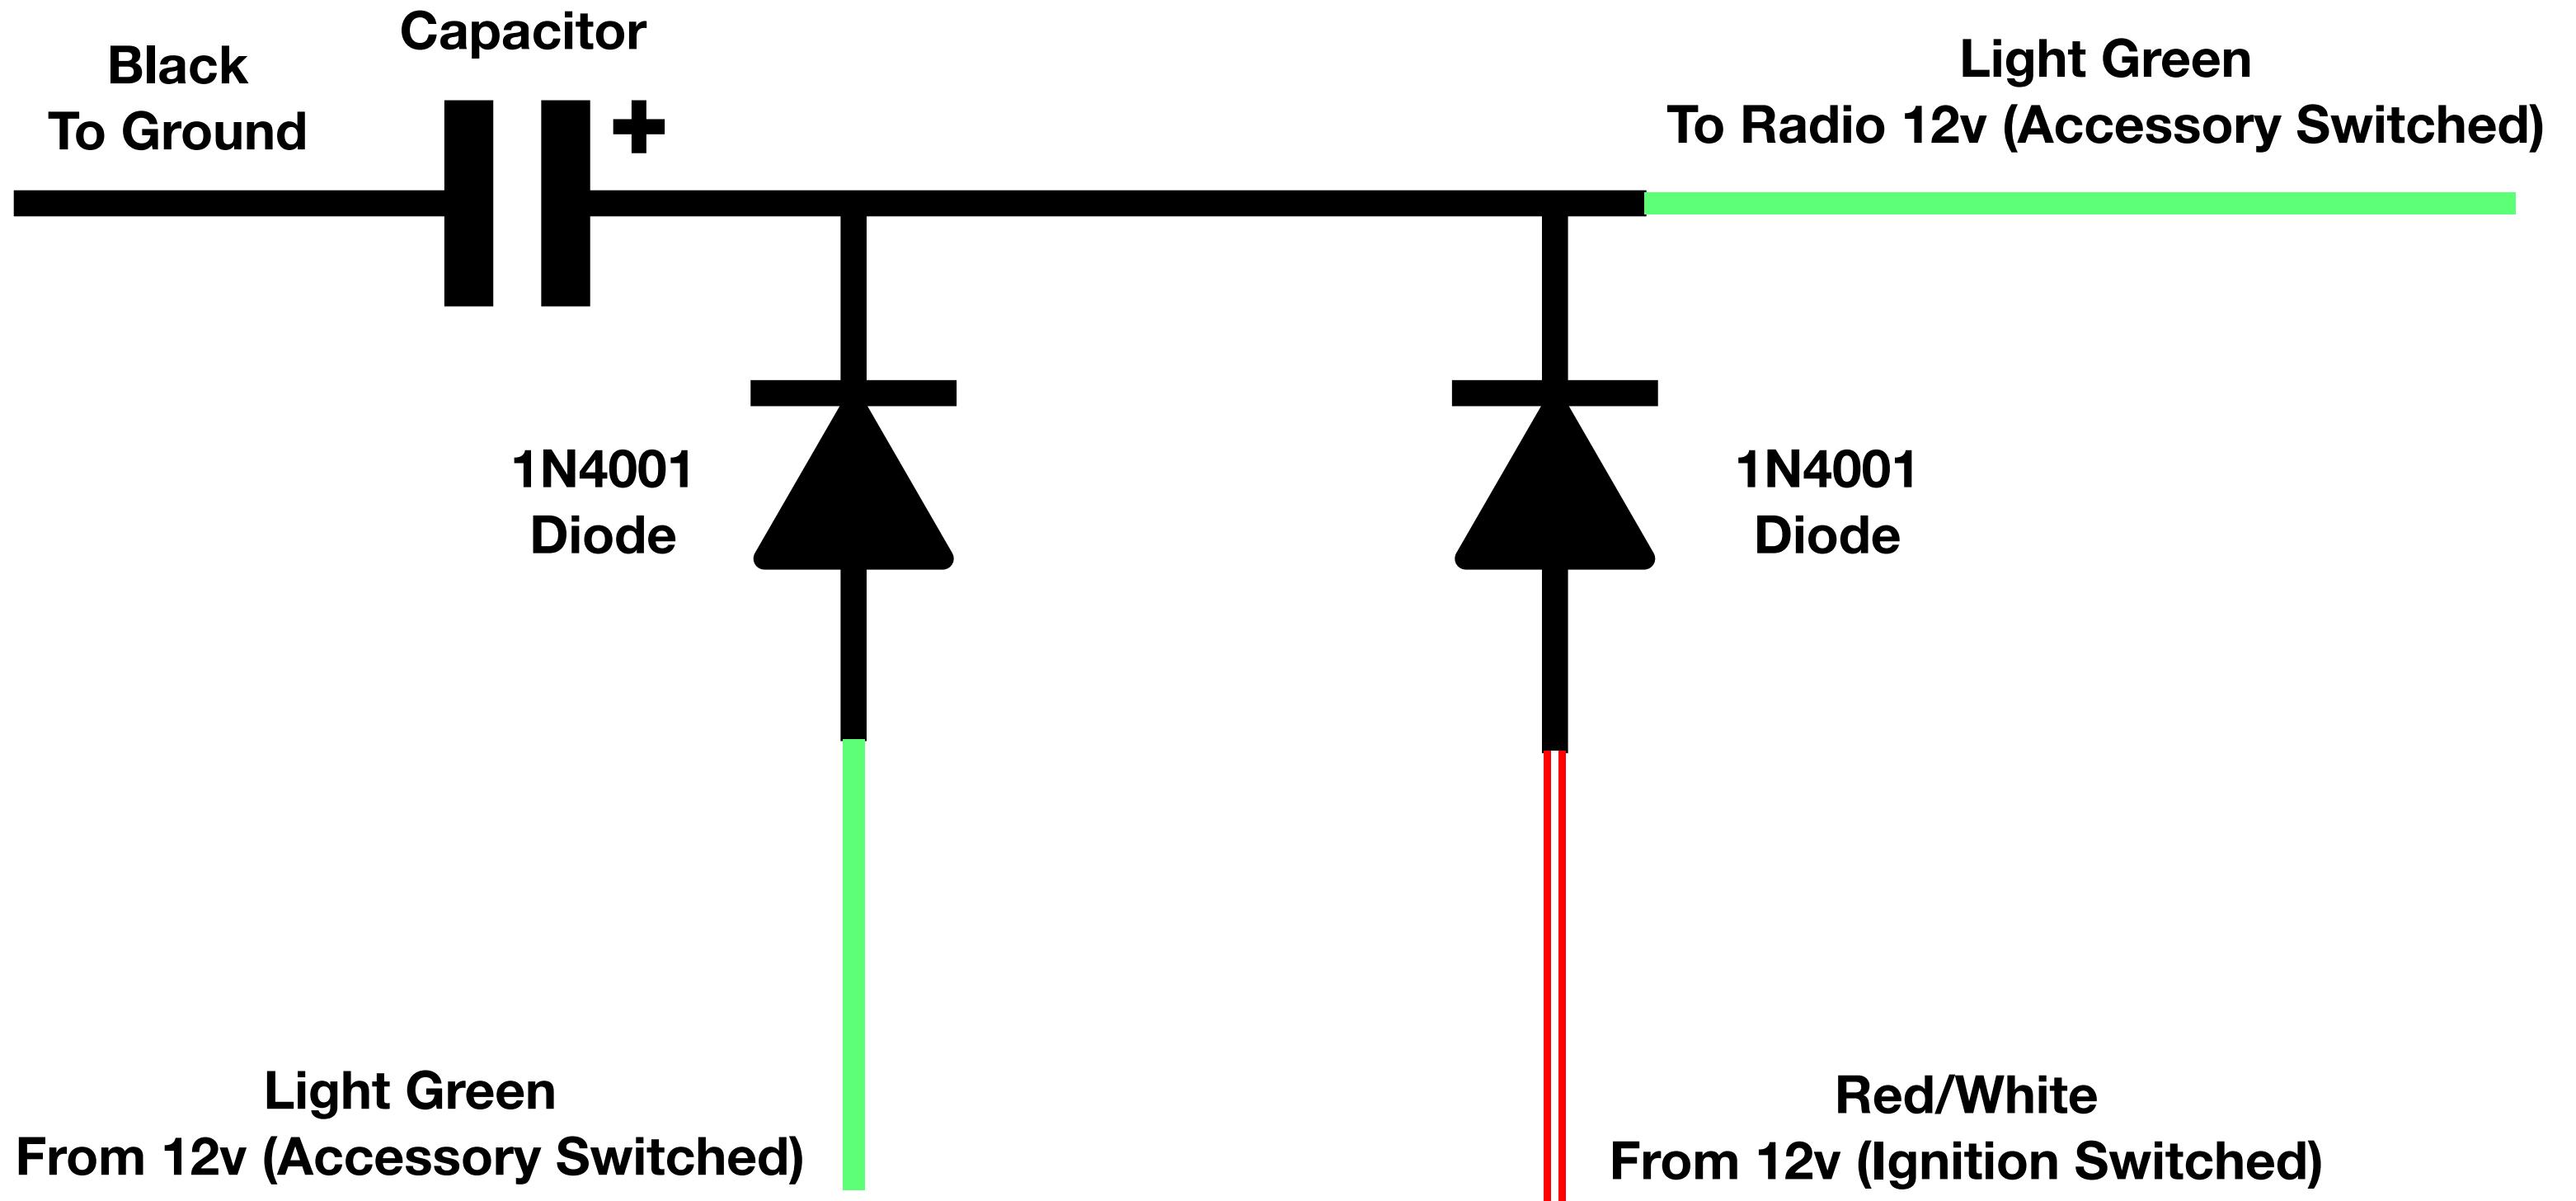 Capacitor
Black
To Ground
+
Light Green
To Radio 12v (Accessory Switched)
1N4001
Diode
1N4001
Diode
Light Green
From 12v (Accessory Switched)
Red/White
From 12v (Ignition Switched)